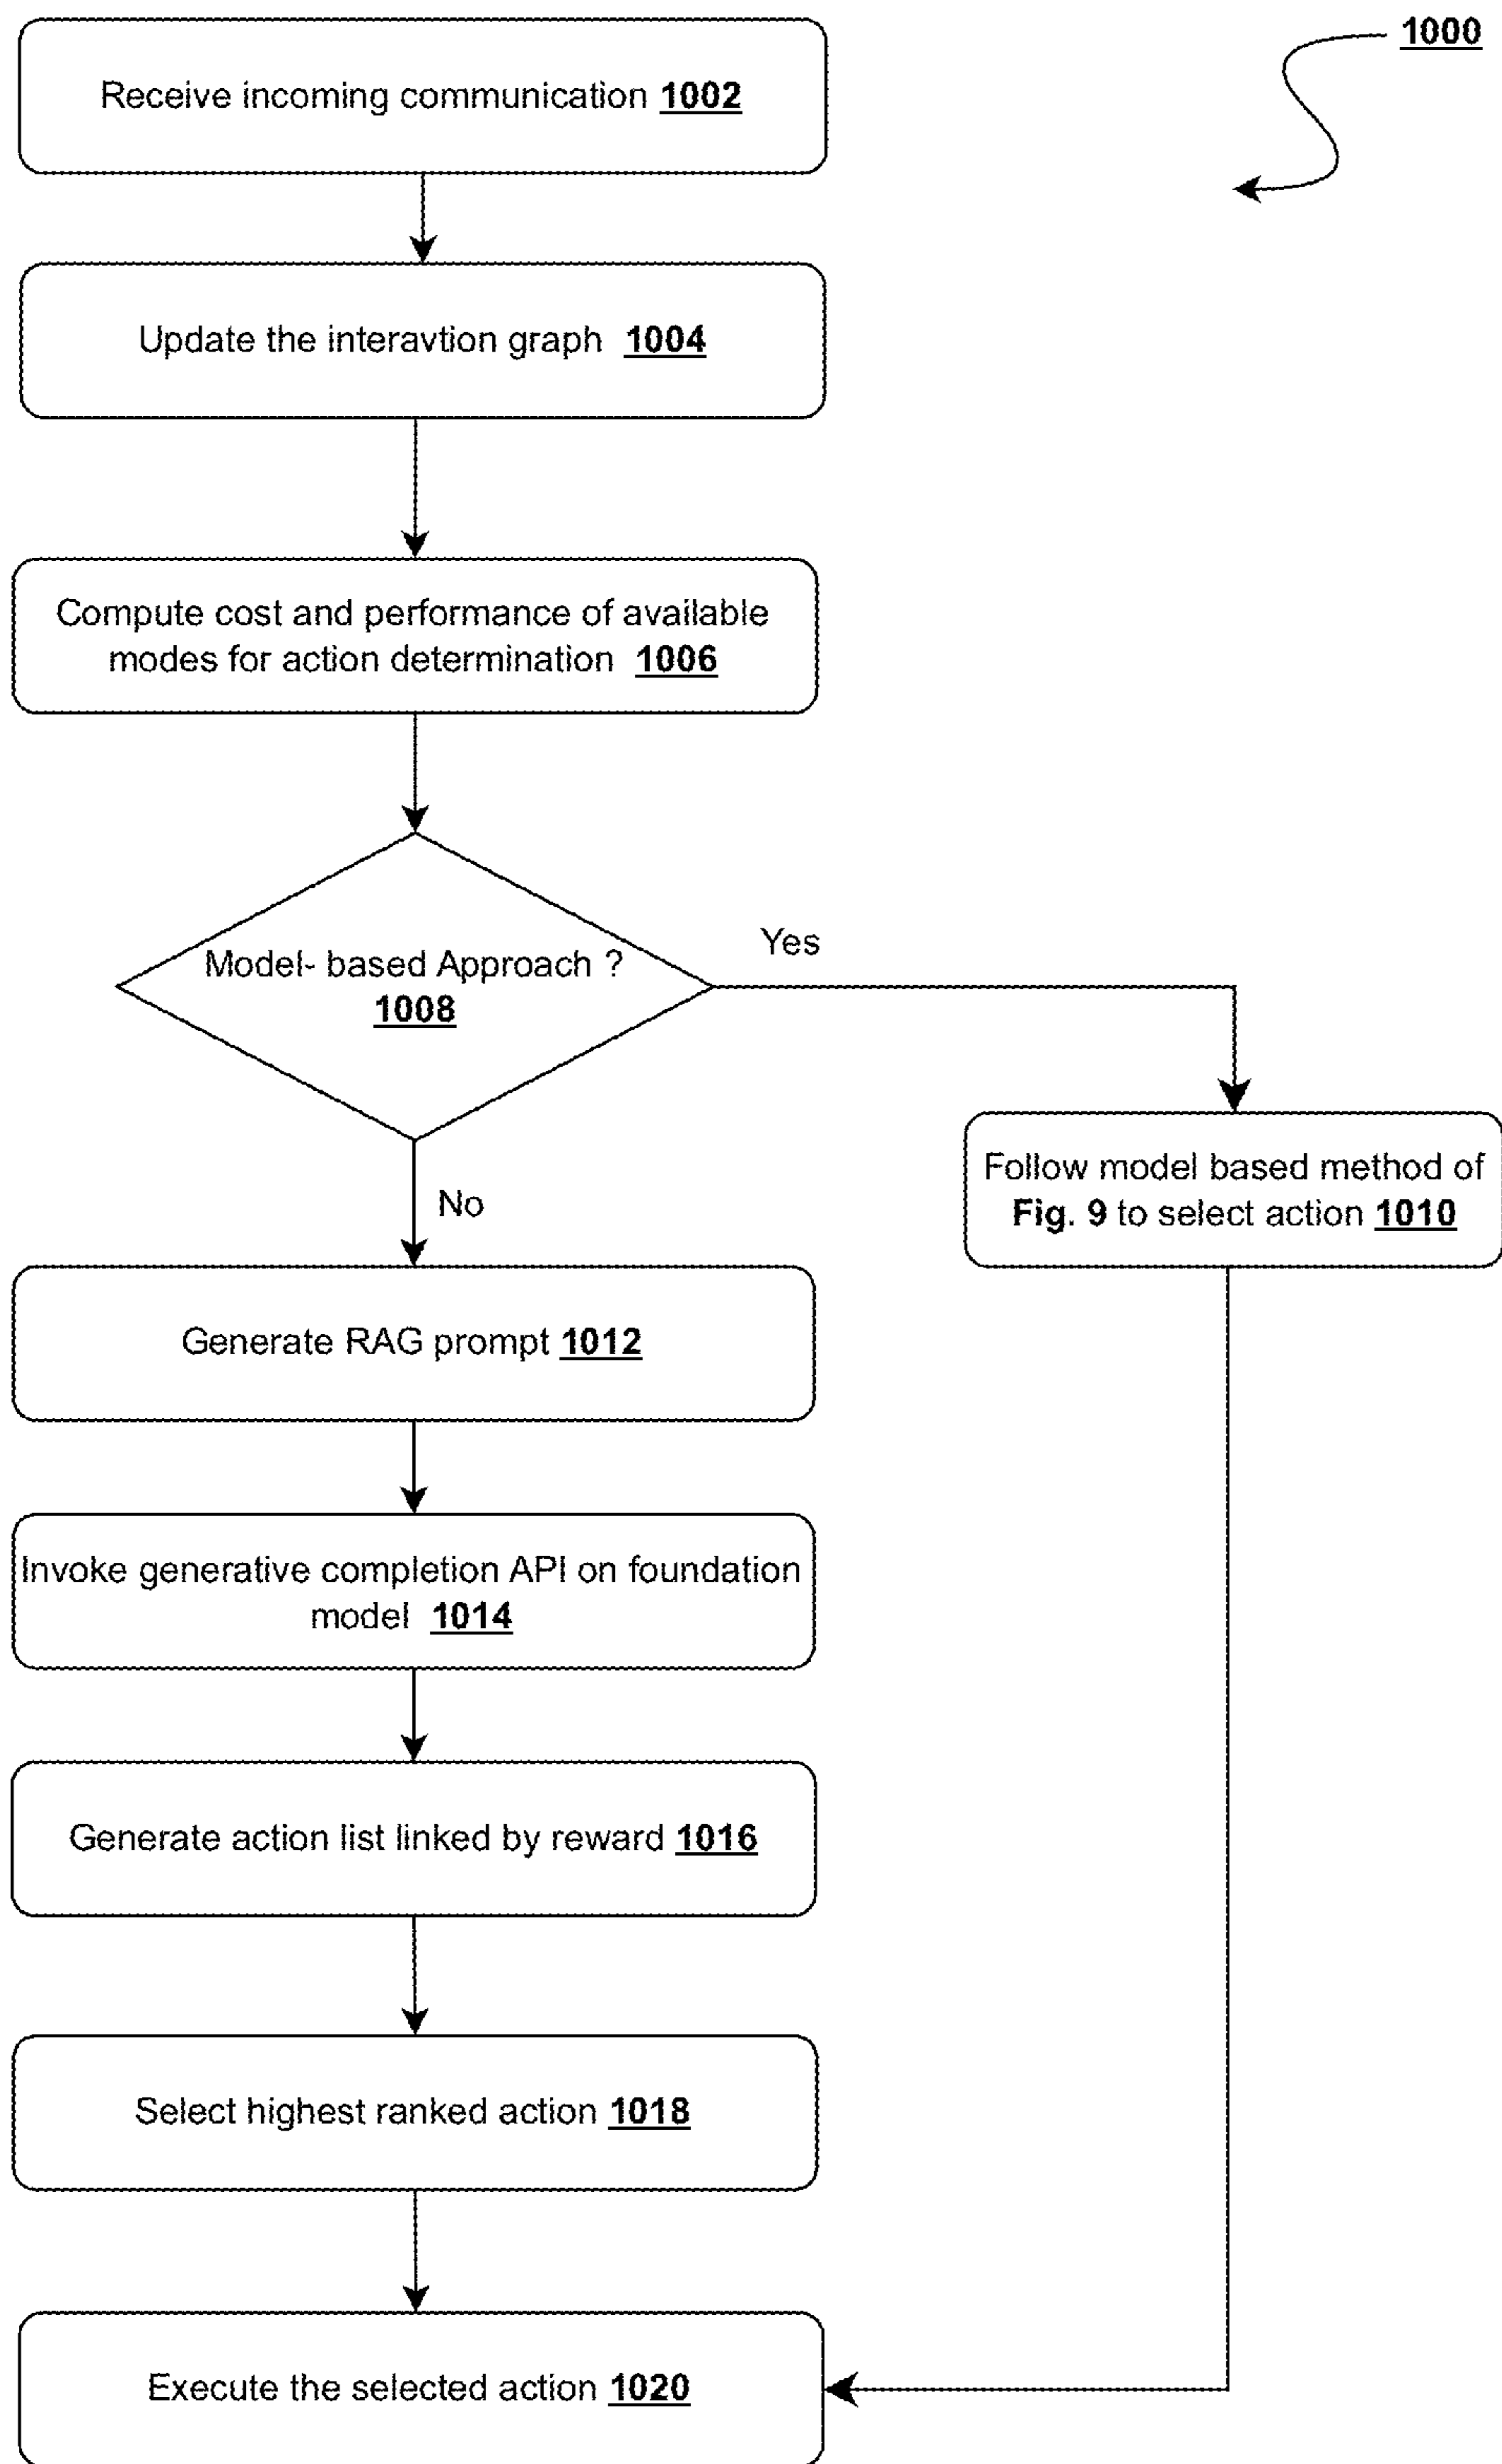 1000
Receive incoming communication 1002
Update the interavtion graph 1004
Compute cost and performance of available
modes for action determination 1006
Model- based Approach ?
1008
Yes
No
Follow model based method of
Fig. 9 to select action 1010
Generate RAG prompt 1012
Invoke generative completion API on foundation
model 1014
Generate action list linked by reward 1016
Select highest ranked action 1018
Execute the selected action 1020